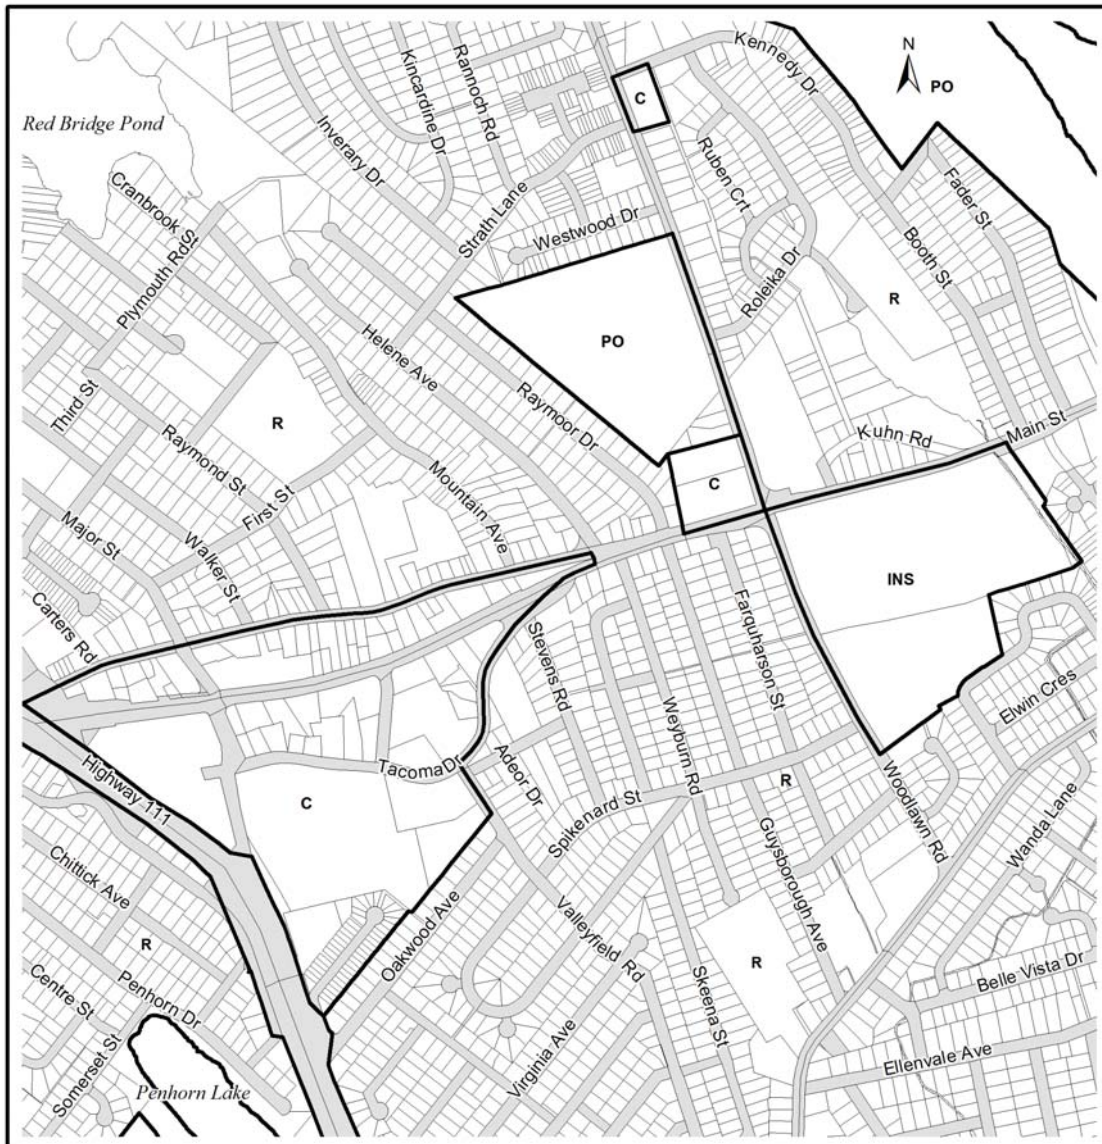 N
PO
C
Kennedy Dr
Rannoch Rd
Kincardine Dr
Red Bridge Pond
Inverary Dr
Ruben Crt
Fader St
Cranbrook St
Strath Lane
Westwood Dr
Booth St
Plymouth Rd
Roleika Dr
R
Helene Ave
PO
Raymoor Dr
Third St
R
Kuhn Rd
Main St
Raymond St
First St
Mountain Ave
C
Major St
Walker St
INS
Carters Rd
Farquharson St
Stevens Rd
Weyburn Rd
Elwin Cres
Highway 111
Tacoma Dr
Adeor Dr
C
R
Spikenard St
Woodlawn Rd
Wanda Lane
Chittick Ave
Guysborough Ave
Oakwood Ave
Valleyfield Rd
R
R
Penhorn Dr
Centre St
Skeena St
Belle Vista Dr
Somerset St
Virginia Ave
Ellenvale Ave
Penhorn Lake